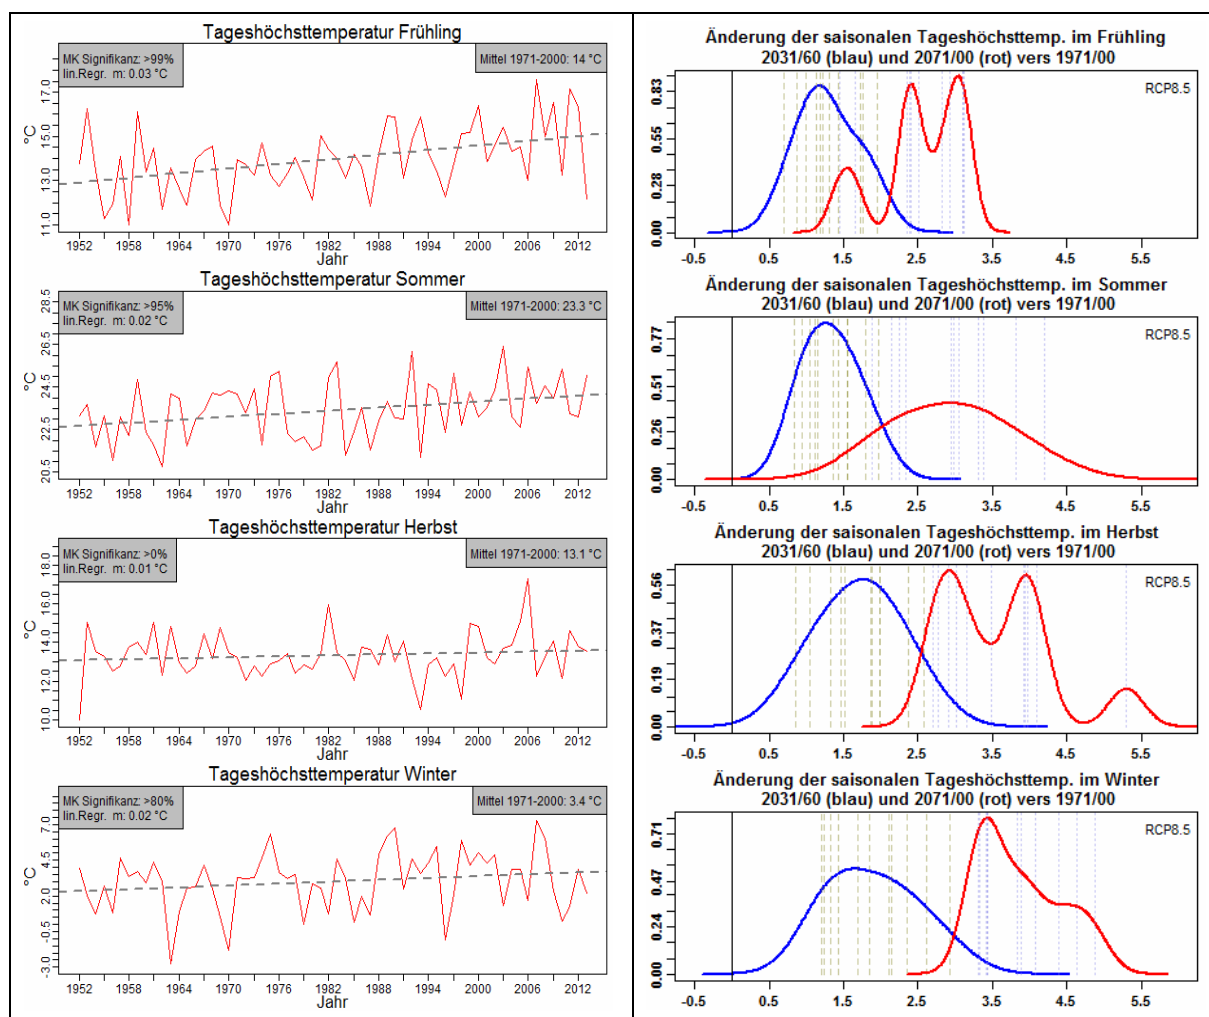 Tageshöchsttemperatur Frühling
MK Signifikanz: >99%
lin.Regr. m: 0.03 °C
Mittel 1971-2000: 14 °C
°C
17.0
15.0
13.0
11.0
1952 1958 1964 1970 1976 1982 1988 1994 2000 2006 2012
Jahr
Tageshöchsttemperatur Sommer
MK Signifikanz: >95%
lin.Regr. m: 0.02 °C
Mittel 1971-2000: 23.3 °C
°C
28.5
26.5
24.5
22.5
20.5
1952 1958 1964 1970 1976 1982 1988 1994 2000 2006 2012
Jahr
Tageshöchsttemperatur Herbst
MK Signifikanz: >0%
lin.Regr. m: 0.01 °C
Mittel 1971-2000: 13.1 °C
°C
18.0
16.0
14.0
12.0
10.0
1952 1958 1964 1970 1976 1982 1988 1994 2000 2006 2012
Jahr
Tageshöchsttemperatur Winter
MK Signifikanz: >80%
lin.Regr. m: 0.02 °C
Mittel 1971-2000: 3.4 °C
°C
7.0
4.5
2.0
-0.5
-3.0
1952 1958 1964 1970 1976 1982 1988 1994 2000 2006 2012
Jahr
Änderung der saisonalen Tageshöchsttemp. im Frühling
2031/60 (blau) und 2071/00 (rot) vers 1971/00
RCP8.5
0.83
0.55
0.28
0.00
-0.5 0.5 1.5 2.5 3.5 4.5 5.5
Änderung der saisonalen Tageshöchsttemp. im Sommer
2031/60 (blau) und 2071/00 (rot) vers 1971/00
RCP8.5
0.77
0.51
0.26
0.00
-0.5 0.5 1.5 2.5 3.5 4.5 5.5
Änderung der saisonalen Tageshöchsttemp. im Herbst
2031/60 (blau) und 2071/00 (rot) vers 1971/00
RCP8.5
0.56
0.37
0.19
0.00
-0.5 0.5 1.5 2.5 3.5 4.5 5.5
Änderung der saisonalen Tageshöchsttemp. im Winter
2031/60 (blau) und 2071/00 (rot) vers 1971/00
RCP8.5
0.71
0.47
0.24
0.00
-0.5 0.5 1.5 2.5 3.5 4.5 5.5